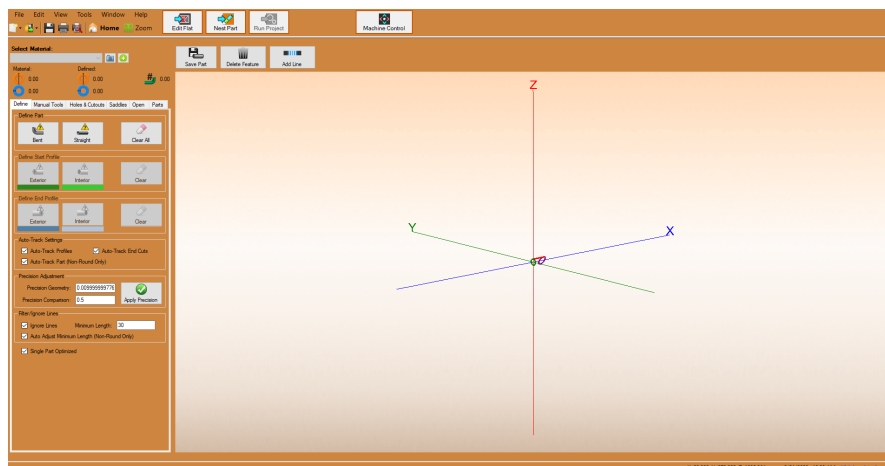 File Edit View Tools Window Help
Home Zoom
Edit Flat Nest Part Run Project Machine Control
Select Material:
Save Part Delete Feature Add Line
Material: Defined:
0.00 0.00 # 0.00
0.00 0.00
Define Manual Tools Holes & Cutouts Saddles Open Parts
Define Part
Bent Straight Clear All
Define Start Profile
Exterior Interior Clear
Define End Profile
Exterior Interior Clear
Auto-Track Settings
Auto-Track Profiles Auto-Track End Cuts
Auto-Track Part (Non-Round Only)
Precision Adjustment
Precision Geometry: 0.009999999776
Precision Comparison: 0.5 Apply Precision
Filter/Ignore Lines
Ignore Lines Minimum Length: 30
Auto Adjust Minimum Length (Non-Round Only)
Single Part Optimized
Z
Y
X